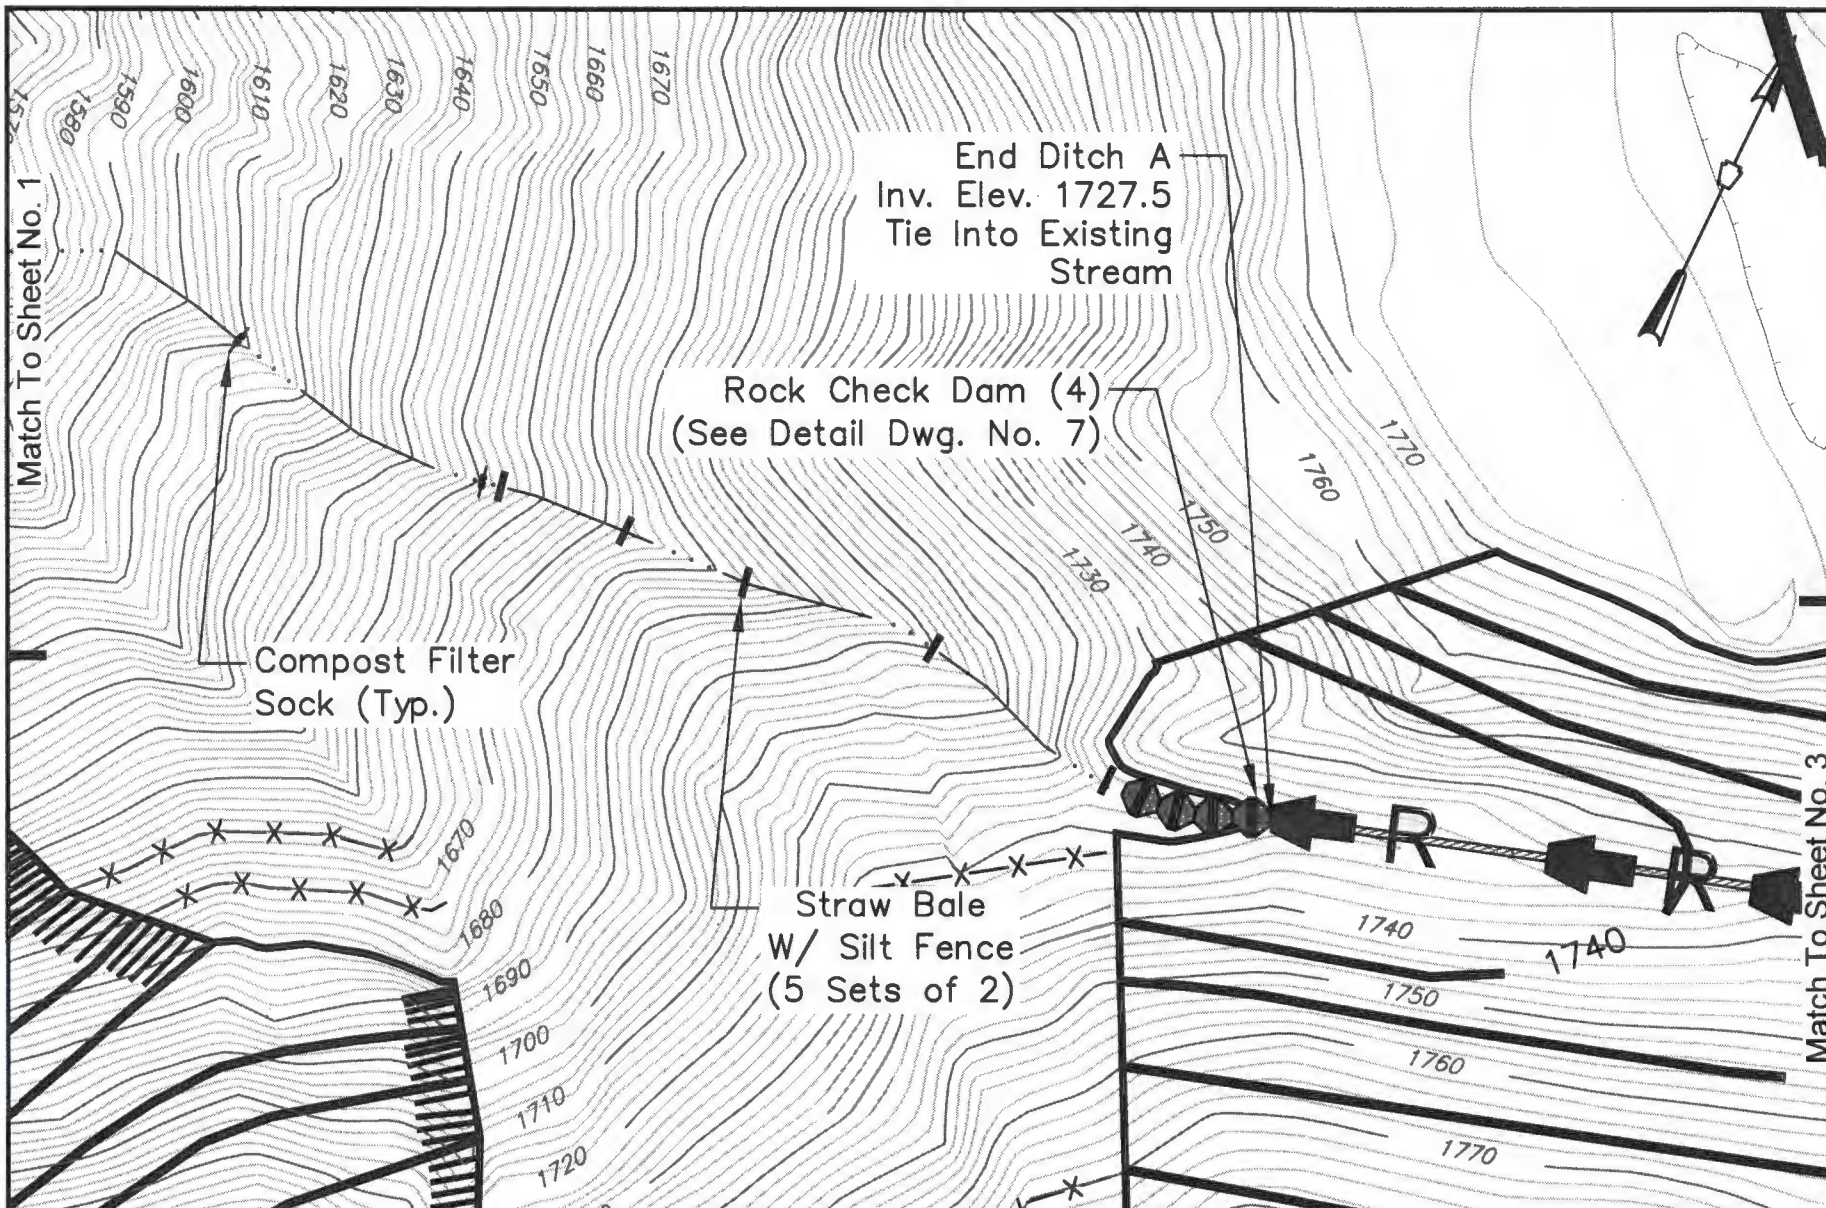 1570
1580
1590
1600
1610
1620
1630
1640
1650
1660
1670
Match To Sheet No. 1
End Ditch A
Inv. Elev. 1727.5
Tie Into Existing
Stream
Rock Check Dam (4)
(See Detail Dwg. No. 7)
1770
1760
1750
1740
1730
Compost Filter
Sock (Typ.)
Straw Bale
W/ Silt Fence
(5 Sets of 2)
R
R
Match To Sheet No. 3
1670
1680
1690
1700
1710
1720
1740
1740
1750
1760
1770